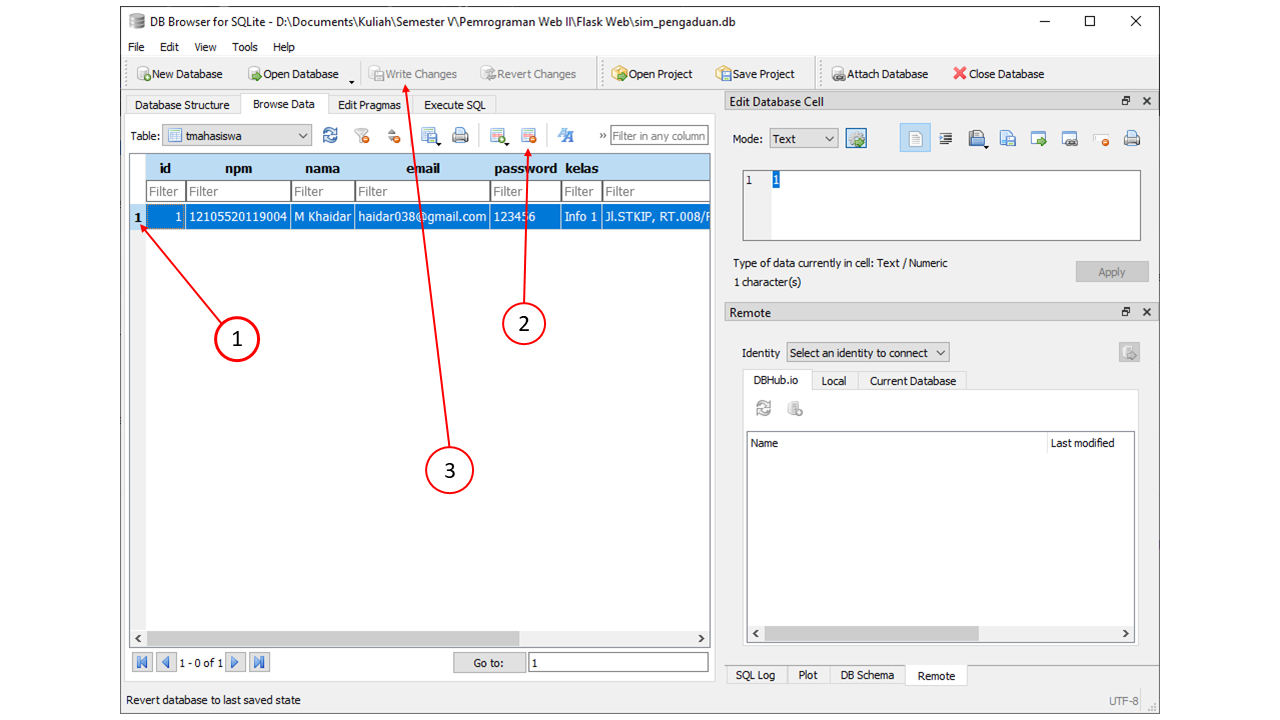 DB Browser for SQLite - D:\Documents\Kuliah\Semester V\Pemrograman Web II\Flask Web\sim_pengaduan.db
File Edit View Tools Help
New Database Open Database Write Changes Revert Changes Open Project Save Project Attach Database Close Database
Database Structure Browse Data Edit Pragmas Execute SQL
Table: tmahasiswa » Filter in any column
id npm nama email password kelas
Filter Filter Filter Filter Filter Filter Filter
1 1 12105520119004 M Khaidar haidar038@gmail.com 123456 Info 1 Jl.STKIP, RT.008/
1
2
3
1 - 0 of 1 Go to: 1
Edit Database Cell
Mode: Text
1 1
Type of data currently in cell: Text / Numeric
1 character(s)
Apply
Remote
Identity Select an identity to connect
DBHub.io Local Current Database
Name Last modified
SQL Log Plot DB Schema Remote
Revert database to last saved state UTF-8